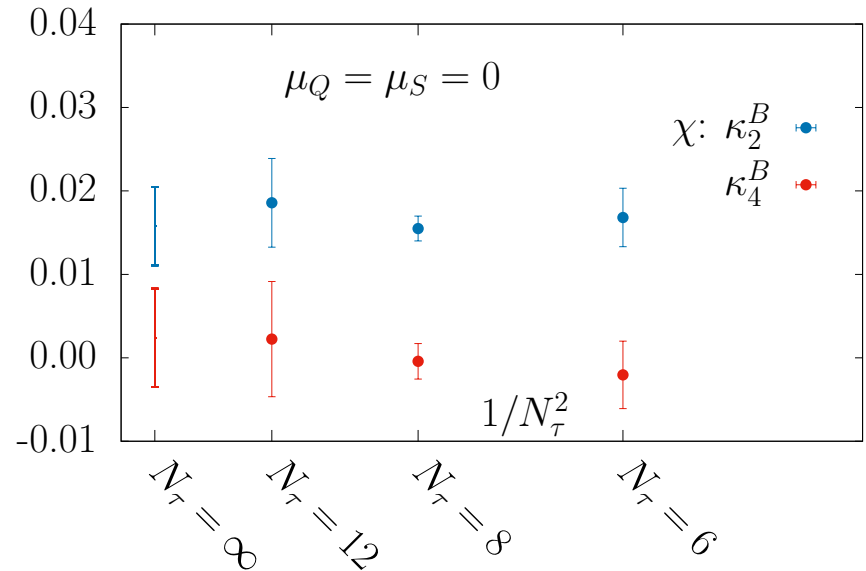 0.04
0.03
0.02
0.01
0.00
-0.01
μ_Q = μ_S = 0
χ: κ_2^B
κ_4^B
1/N_τ^2
N_τ = ∞
N_τ = 12
N_τ = 8
N_τ = 6